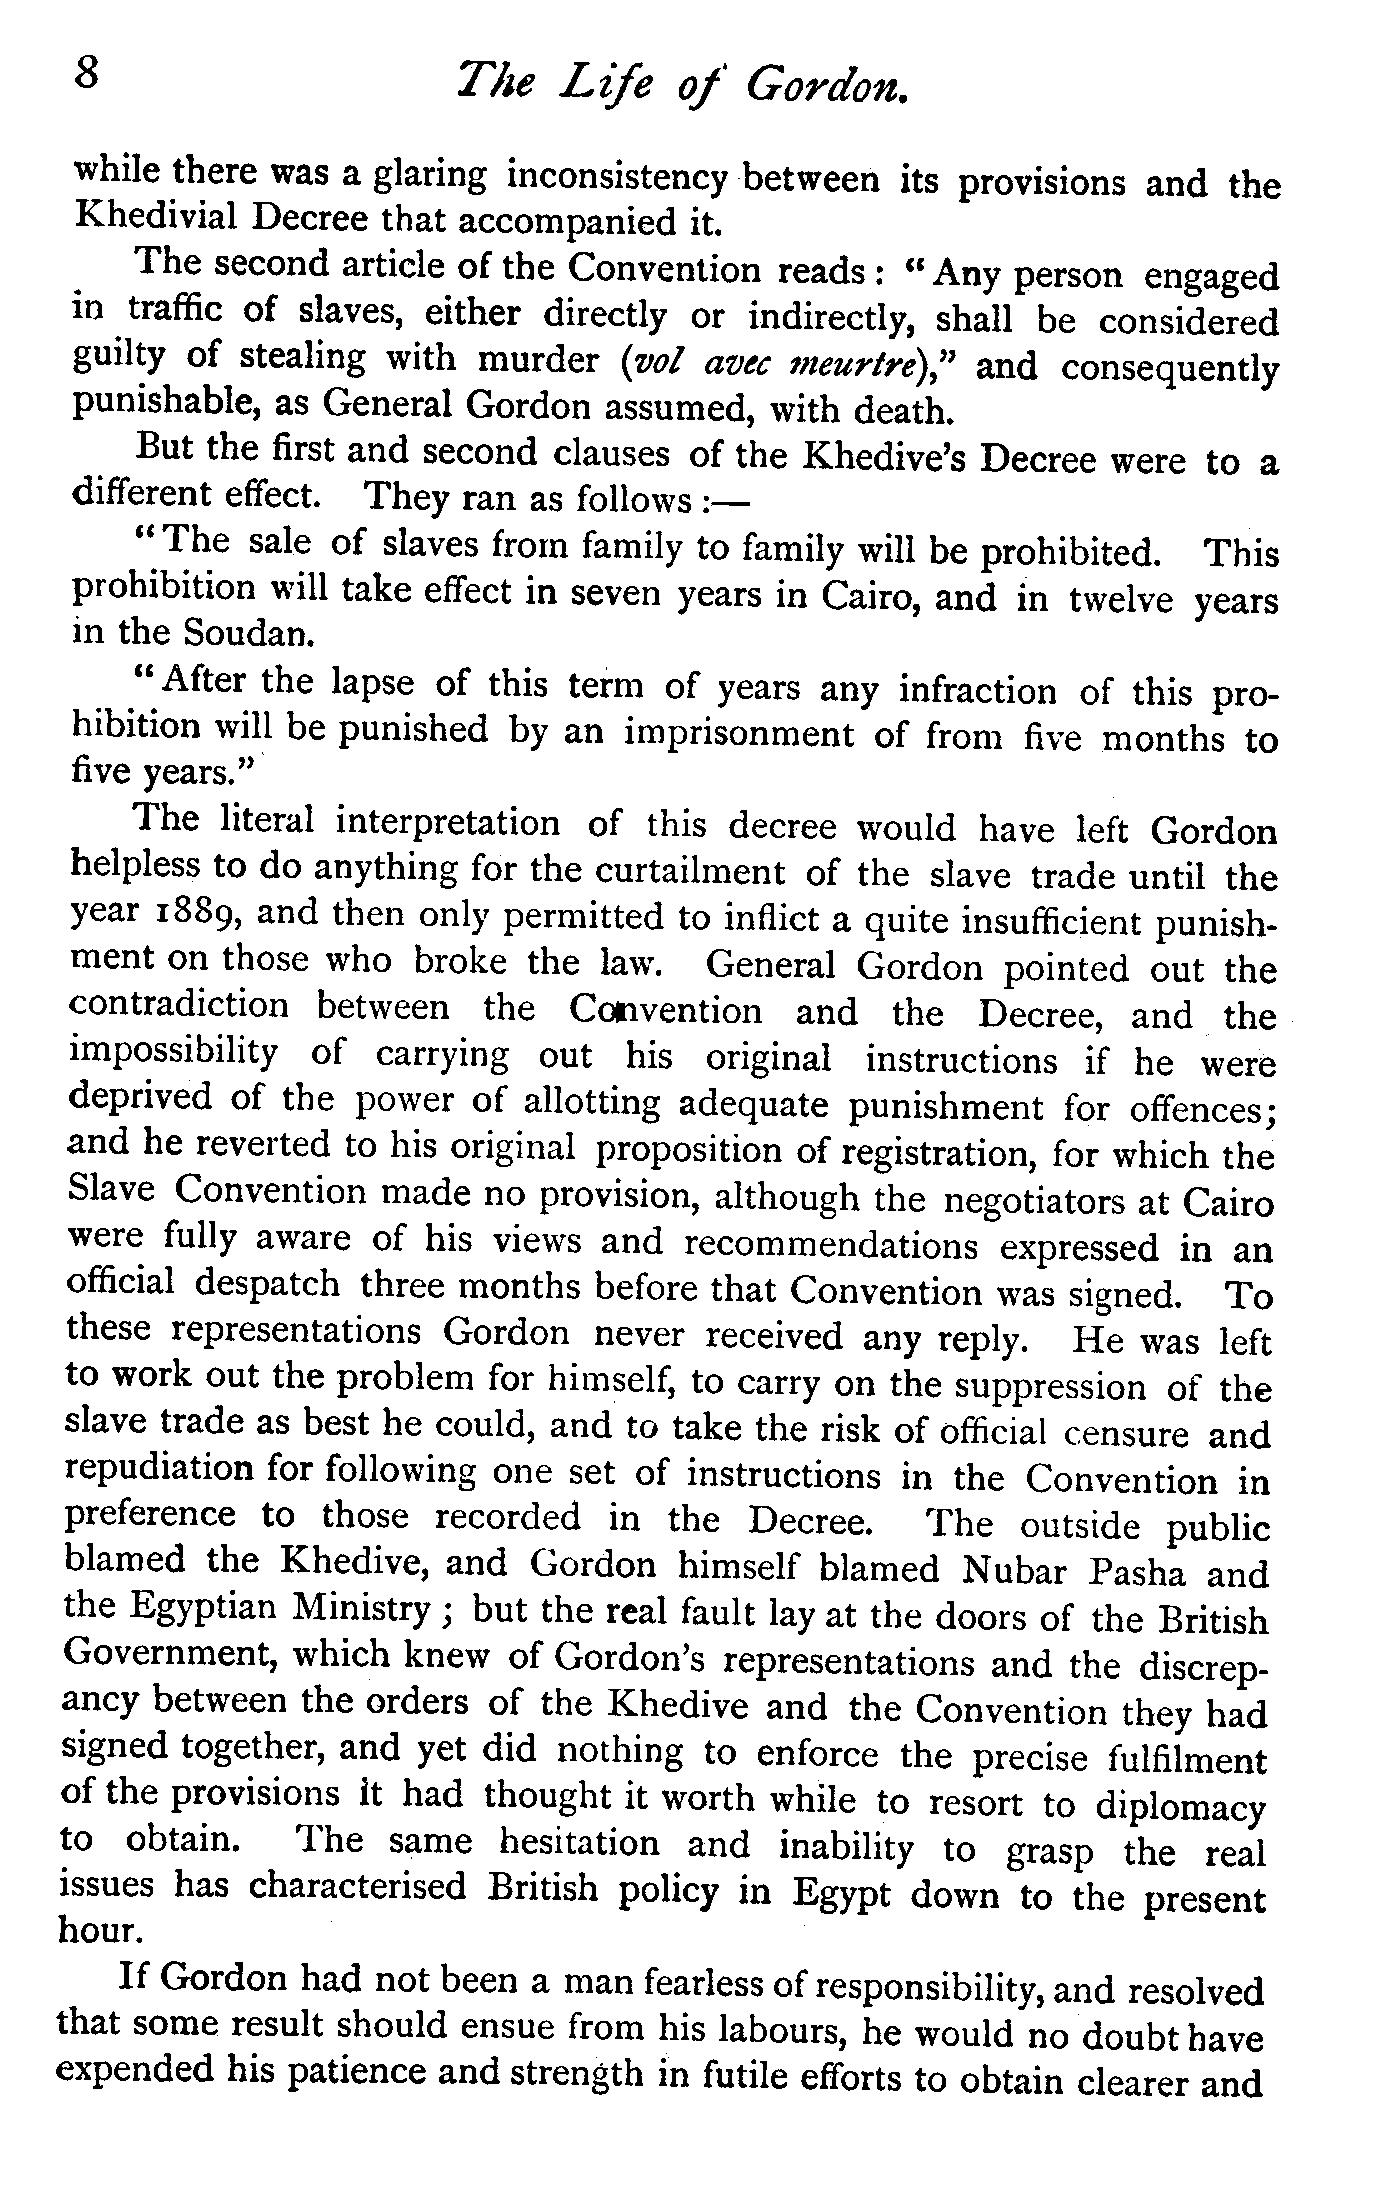 8
The Life of Gordon.
while there was a glaring inconsistency between its provisions and the
Khedivial Decree that accompanied it.
The second article of the Convention reads: "Any person engaged
in traffic of slaves, either directly or indirectly, shall be considered
guilty of stealing with murder (vol avec meurtre)," and consequently
punishable, as General Gordon assumed, with death.
But the first and second clauses of the Khedive's Decree were to a
different effect. They ran as follows:—
"The sale of slaves from family to family will be prohibited. This
prohibition will take effect in seven years in Cairo, and in twelve years
in the Soudan.
"After the lapse of this term of years any infraction of this pro-
hibition will be punished by an imprisonment of from five months to
five years."
The literal interpretation of this decree would have left Gordon
helpless to do anything for the curtailment of the slave trade until the
year 1889, and then only permitted to inflict a quite insufficient punish-
ment on those who broke the law. General Gordon pointed out the
contradiction between the Convention and the Decree, and the
impossibility of carrying out his original instructions if he were
deprived of the power of allotting adequate punishment for offences;
and he reverted to his original proposition of registration, for which the
Slave Convention made no provision, although the negotiators at Cairo
were fully aware of his views and recommendations expressed in an
official despatch three months before that Convention was signed. To
these representations Gordon never received any reply. He was left
to work out the problem for himself, to carry on the suppression of the
slave trade as best he could, and to take the risk of official censure and
repudiation for following one set of instructions in the Convention in
preference to those recorded in the Decree. The outside public
blamed the Khedive, and Gordon himself blamed Nubar Pasha and
the Egyptian Ministry; but the real fault lay at the doors of the British
Government, which knew of Gordon's representations and the discrep-
ancy between the orders of the Khedive and the Convention they had
signed together, and yet did nothing to enforce the precise fulfilment
of the provisions it had thought it worth while to resort to diplomacy
to obtain. The same hesitation and inability to grasp the real
issues has characterised British policy in Egypt down to the present
hour.
If Gordon had not been a man fearless of responsibility, and resolved
that some result should ensue from his labours, he would no doubt have
expended his patience and strength in futile efforts to obtain clearer and